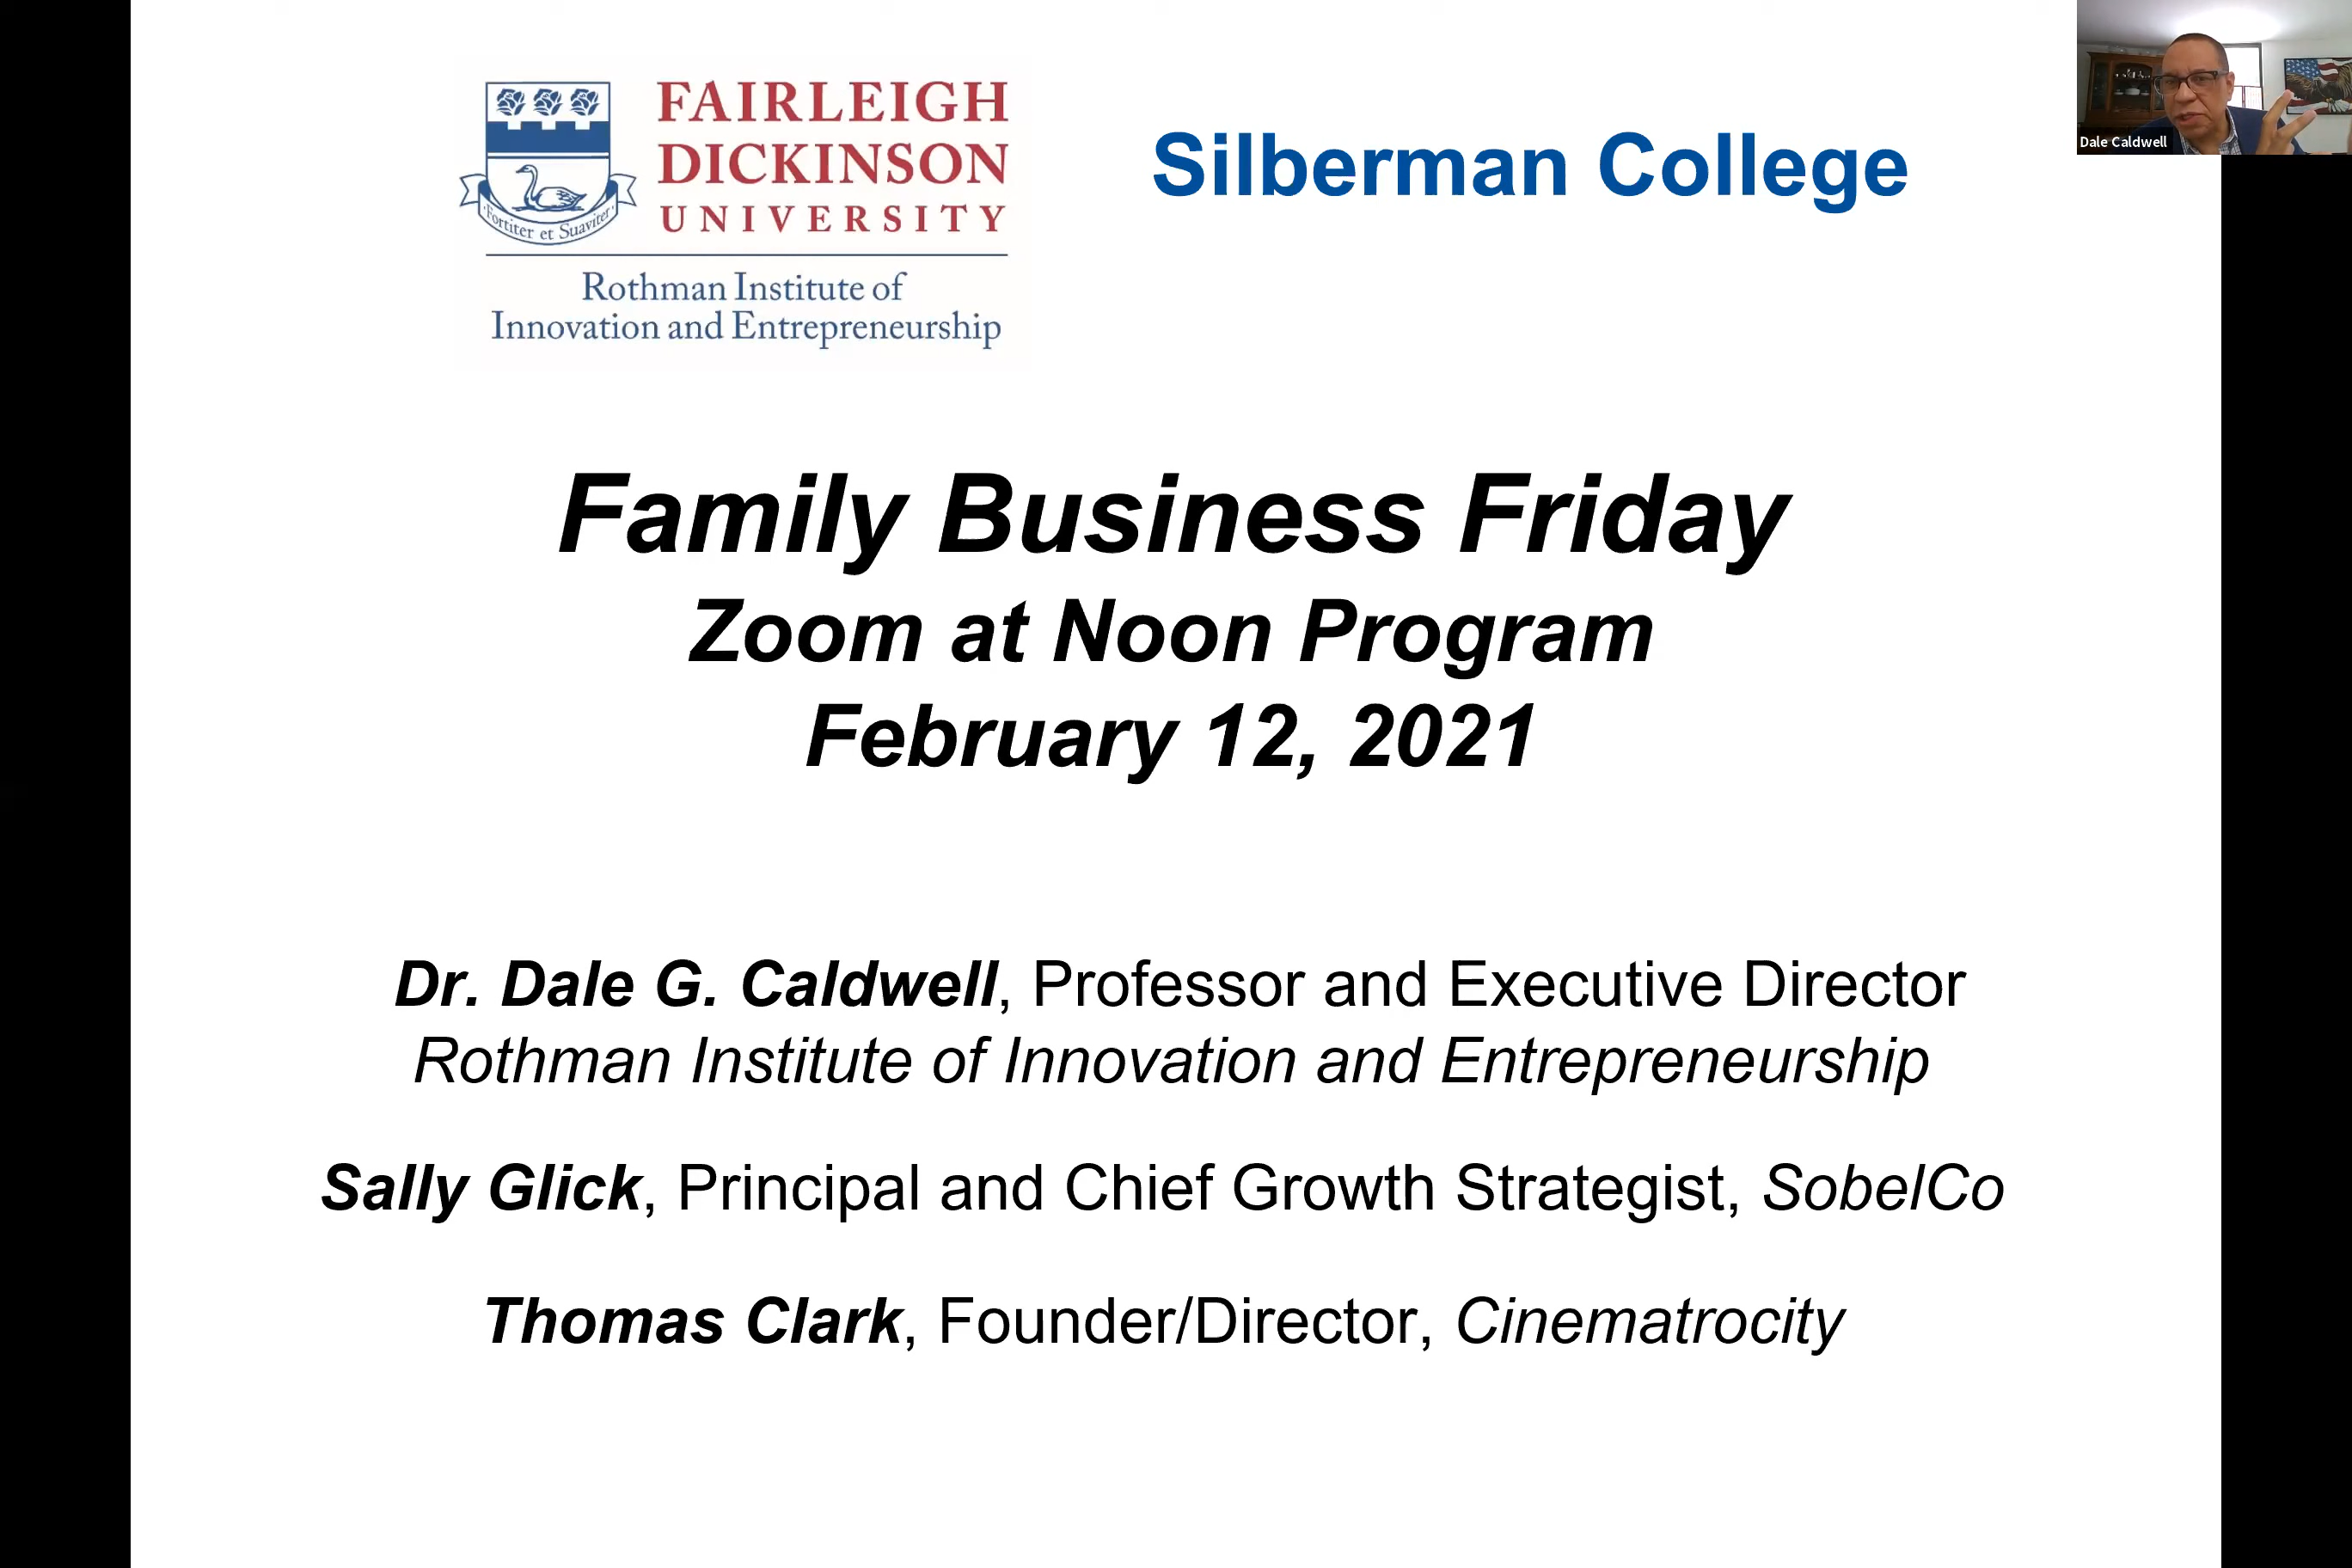 FAIRLEIGH
DICKINSON
UNIVERSITY
Fortiter et Suaviter
Rothman Institute of
Innovation and Entrepreneurship
Silberman College
Dale Caldwell
Family Business Friday
Zoom at Noon Program
February 12, 2021
Dr. Dale G. Caldwell, Professor and Executive Director
Rothman Institute of Innovation and Entrepreneurship
Sally Glick, Principal and Chief Growth Strategist, SobelCo
Thomas Clark, Founder/Director, Cinematrocity